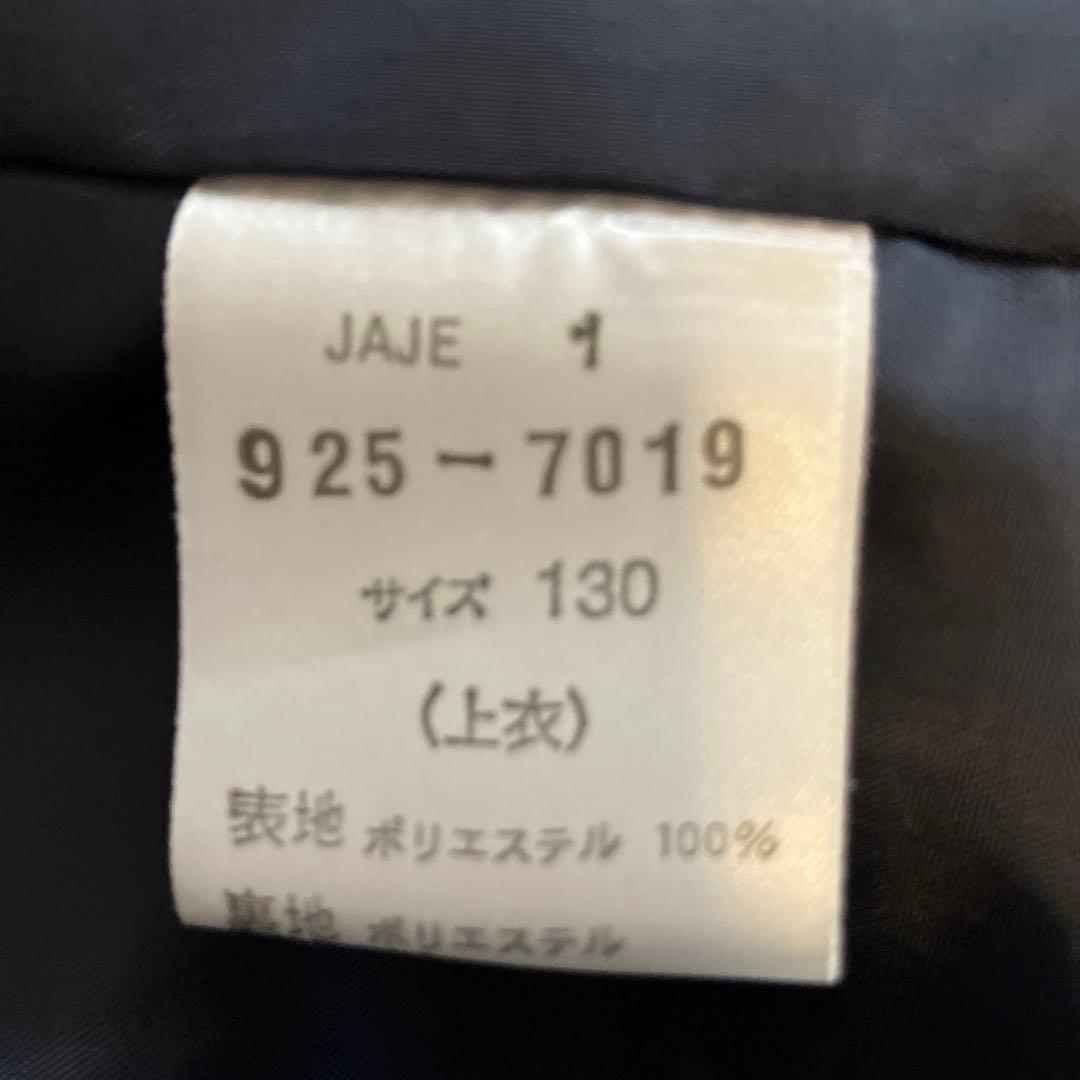 JAJE 1
925-7019
サイズ 130
(上衣)
表地 ポリエステル 100%
裏地 ポリエステル